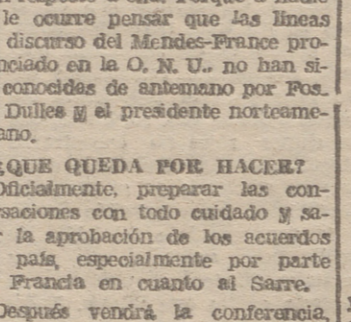 le ocurre pensar que las líneas
discurso del Mendes-France pro-
nciado en la O. N. U., no han si-
conocidas de antemano por Fos-
Dulles y el presidente norteame-
ano.
¿QUE QUEDA POR HACER?
Oficialmente, preparar las con-
saciones con todo cuidado y sa-
la aprobación de los acuerdos
país, especialmente por parte
Francia en cuanto al Sarre.
Después vendrá la conferencia,